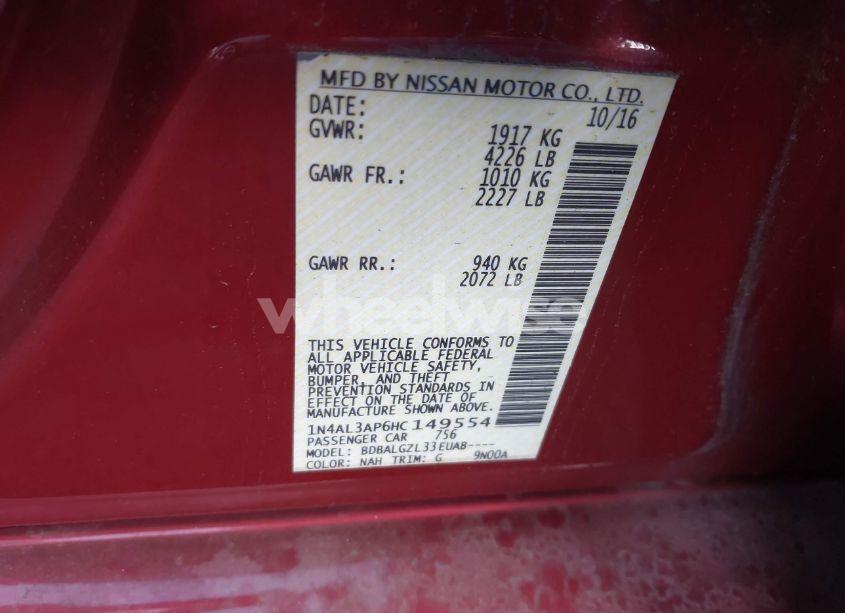 MFD BY NISSAN MOTOR CO., LTD.
DATE: 10/16
GVWR: 1917 KG
4226 LB
GAWR FR.: 1010 KG
2227 LB
GAWR RR.: 940 KG
2072 LB
wheelwise
THIS VEHICLE CONFORMS TO
ALL APPLICABLE FEDERAL
MOTOR VEHICLE SAFETY,
BUMPER, AND THEFT
PREVENTION STANDARDS IN
EFFECT ON THE DATE OF
MANUFACTURE SHOWN ABOVE.
1N4AL3AP6HC149554
PASSENGER CAR 756
MODEL: BDBALGZL33EUAB----
COLOR: NAH TRIM: G 9N00A